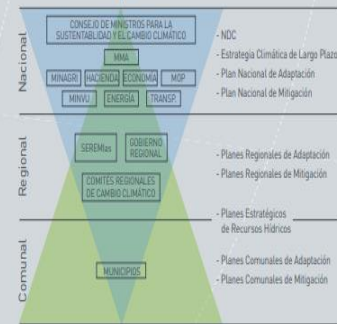 Nacional
CONSEJO DE MINISTROS PARA LA
SUSTENTABLIDAD Y EL CAMBIO CLIMÁTICO
MMA
MINAGRI HACIENDA ECONOMÍA MOP
MINVU ENERGÍA TRANSP.
- NDC
- Estrategia Climática de Largo Plazo
- Plan Nacional de Adaptación
- Plan Nacional de Mitigación
Regional
SEREMIas
GOBIERNO
REGIONAL
COMITÉS REGIONALES
DE CAMBIO CLIMÁTICO
- Planes Regionales de Adaptación
- Planes Regionales de Mitigación
- Planes Estratégicos
de Recursos Hídricos
Comunal
MUNICIPIOS
- Planes Comunales de Adaptación
- Planes Comunales de Mitigación